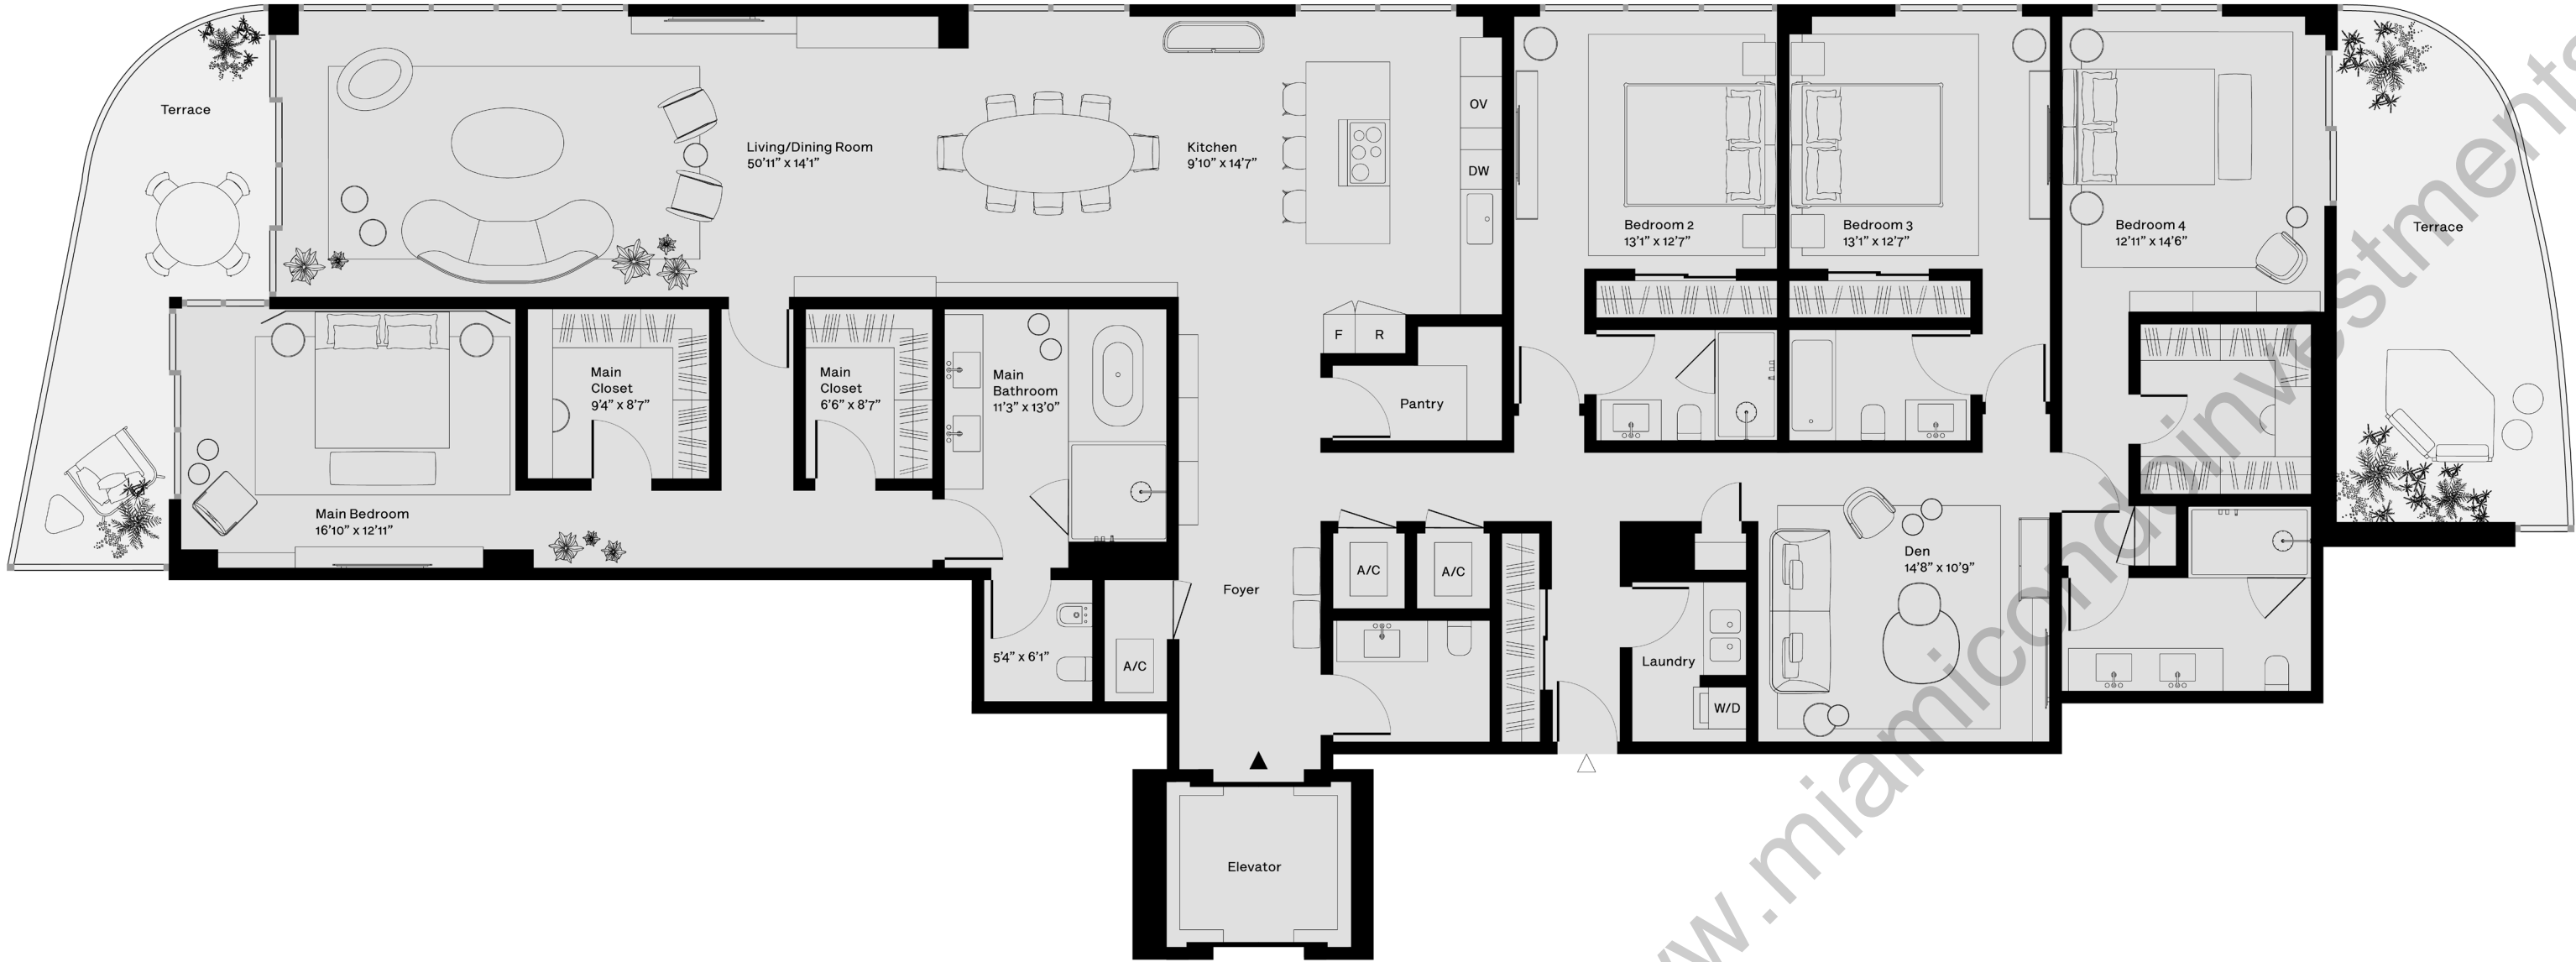 Terrace
Living/Dining Room
50'11" x 14'1"
Kitchen
9'10" x 14'7"
OV
DW
F
R
Pantry
Bedroom 2
13'1" x 12'7"
Bedroom 3
13'1" x 12'7"
Bedroom 4
12'11" x 14'6"
Terrace
Main Bedroom
16'10" x 12'11"
Main
Closet
9'4" x 8'7"
Main
Closet
6'6" x 8'7"
Main
Bathroom
11'3" x 13'0"
5'4" x 6'1"
A/C
Foyer
A/C
A/C
Laundry
W/D
Den
14'8" x 10'9"
Elevator
w.miamicondoinvestments